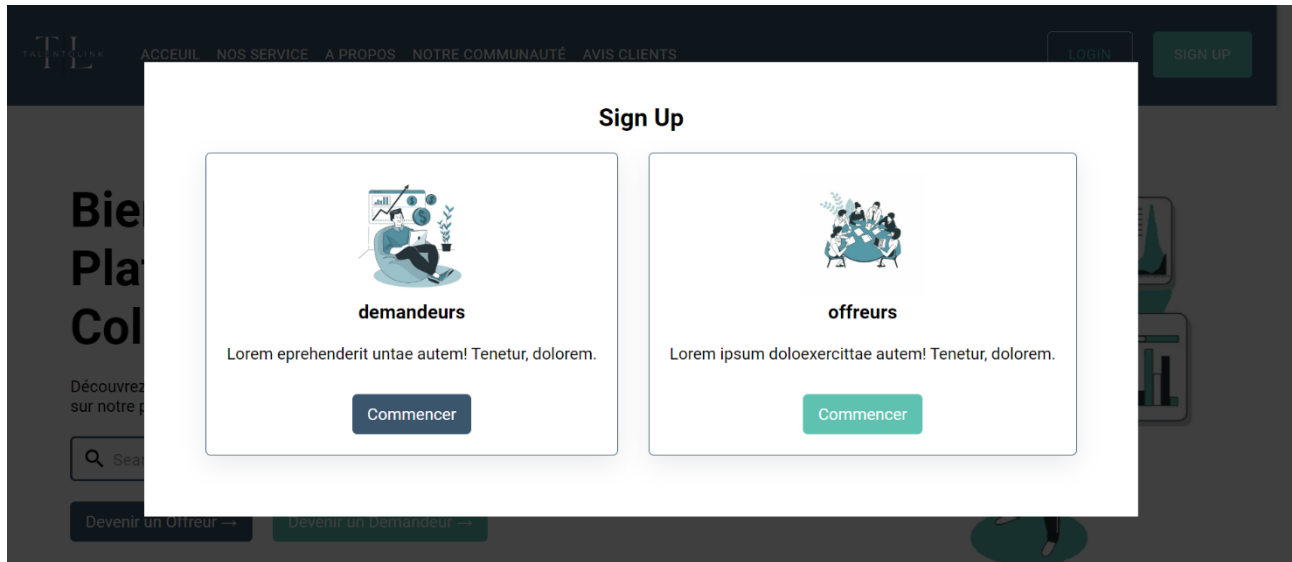 TL
TALENTQLINK
ACCEUIL NOS SERVICE A PROPOS NOTRE COMMUNAUTÉ AVIS CLIENTS
LOGIN
SIGN UP
Sign Up
demandeurs
Lorem eprehenderit untae autem! Tenetur, dolorem.
Commencer
offreurs
Lorem ipsum doloexercittae autem! Tenetur, dolorem.
Commencer
Bie
Pla
Col
Découvrez
sur notre p
Sea
Devenir un Offreur →
Devenir un Demandeur →